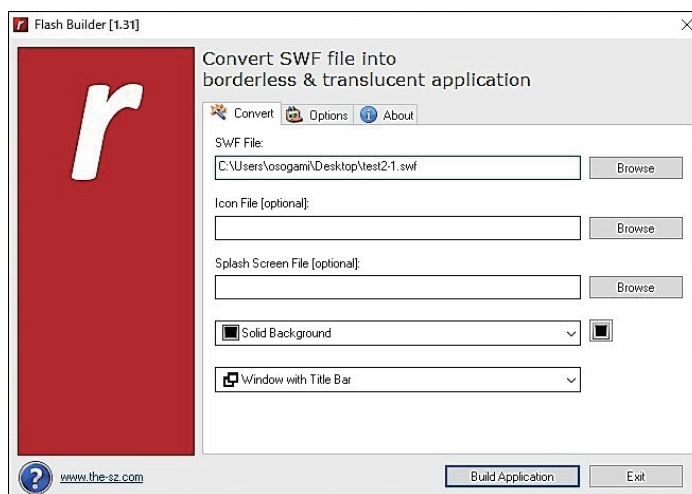 r Flash Builder [1.31]
r
Convert SWF file into
borderless & translucent application
Convert Options About
SWF File:
C:\Users\osogami\Desktop\test2-1.swf Browse
Icon File [optional]:
Browse
Splash Screen File [optional]:
Browse
Solid Background
Window with Title Bar
? www.the-sz.com Build Application Exit